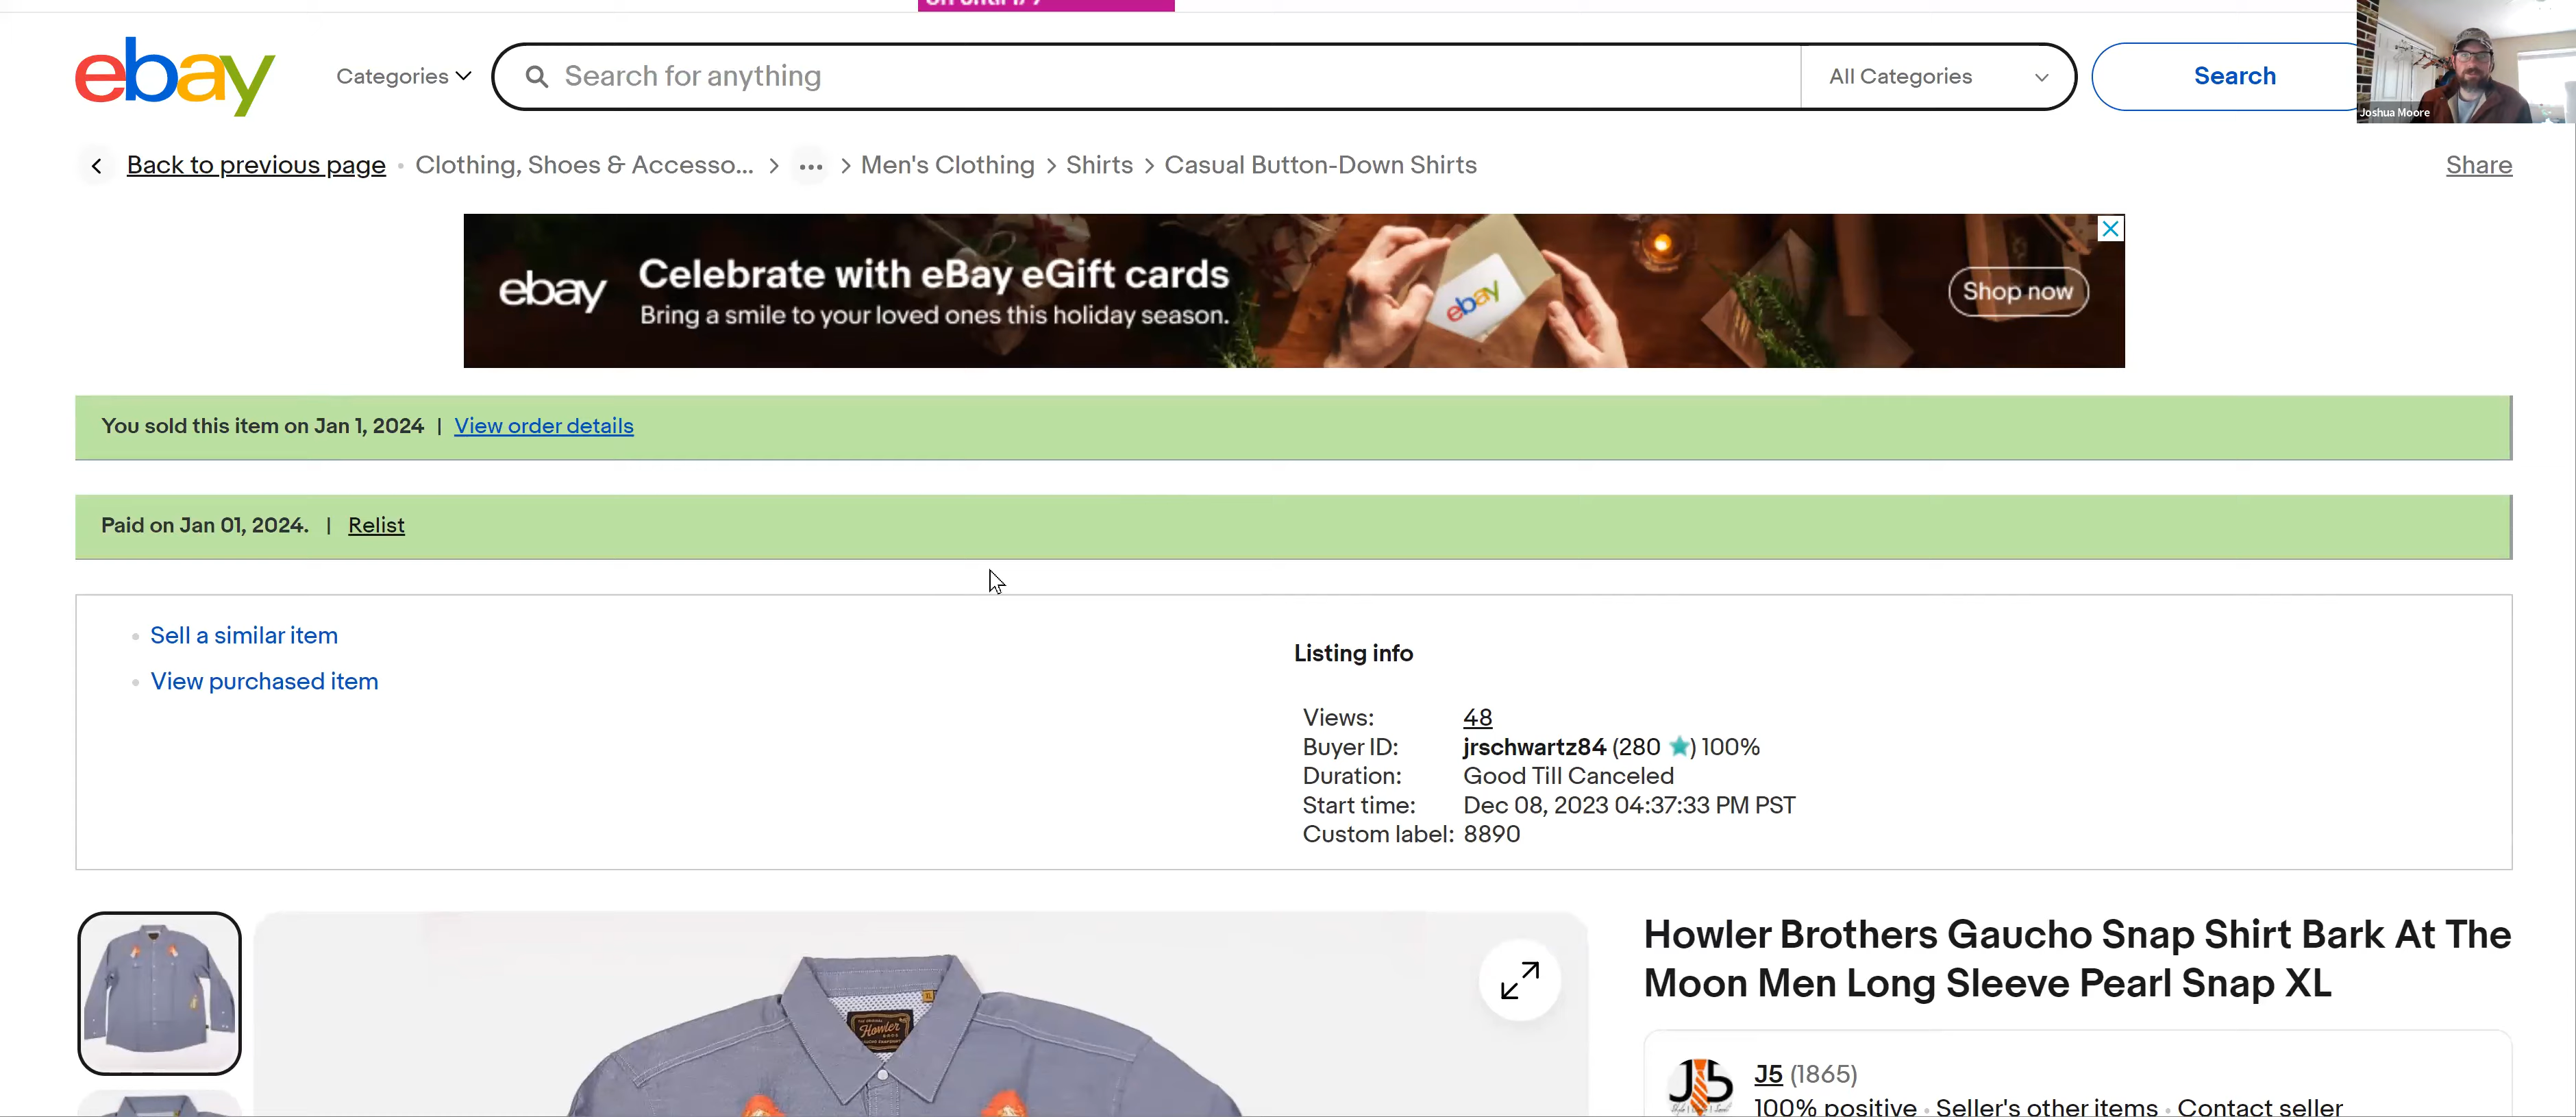 ebay
Categories
Search for anything
All Categories
Search
Joshua Moore
Back to previous page
Clothing, Shoes & Accesso... > ... > Men's Clothing > Shirts > Casual Button-Down Shirts
Share
ebay
Celebrate with eBay eGift cards
Bring a smile to your loved ones this holiday season.
ebay
Shop now
You sold this item on Jan 1, 2024 | View order details
Paid on Jan 01, 2024. | Relist
Sell a similar item
View purchased item
Listing info
Views: 48
Buyer ID: jrschwartz84 (280 ★) 100%
Duration: Good Till Canceled
Start time: Dec 08, 2023 04:37:33 PM PST
Custom label: 8890
Howler Brothers Gaucho Snap Shirt Bark At The
Moon Men Long Sleeve Pearl Snap XL
Howler
XL
J5
J5 (1865)
100% positive • Seller's other items • Contact seller